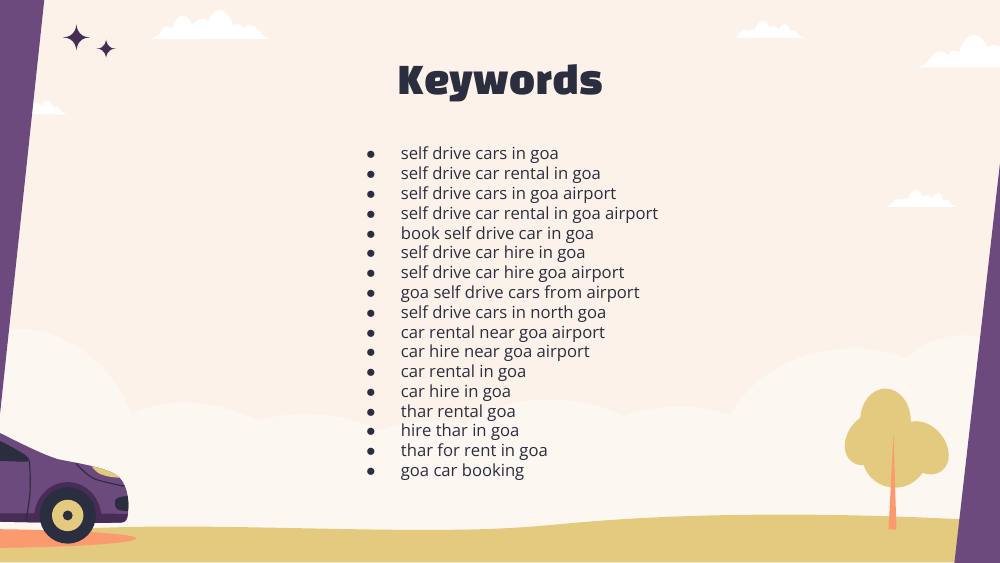 Keywords
● self drive cars in goa
● self drive car rental in goa
● self drive cars in goa airport
● self drive car rental in goa airport
● book self drive car in goa
● self drive car hire in goa
● self drive car hire goa airport
● goa self drive cars from airport
● self drive cars in north goa
● car rental near goa airport
● car hire near goa airport
● car rental in goa
● car hire in goa
● thar rental goa
● hire thar in goa
● thar for rent in goa
● goa car booking